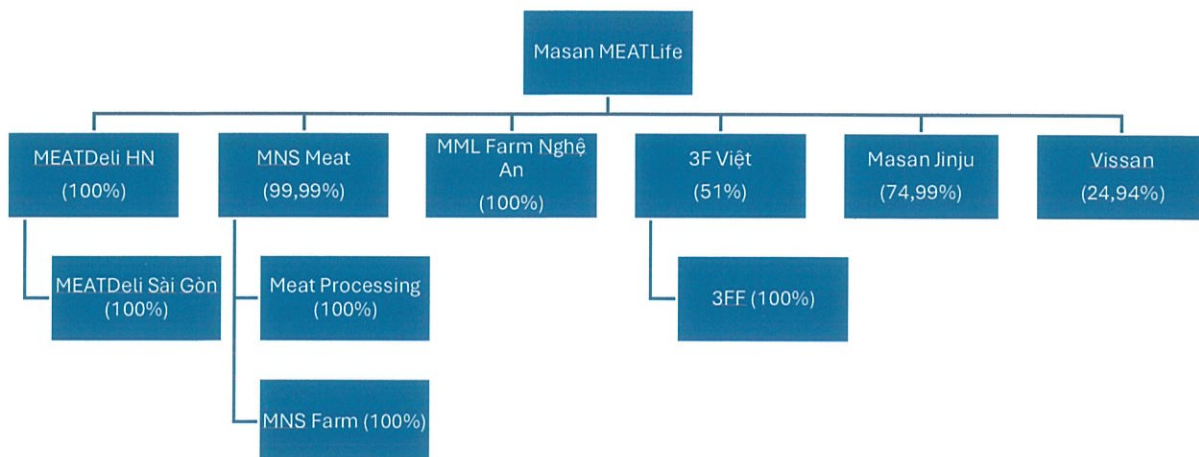 Masan MEATLife
MEATDeli HN
(100%)
MNS Meat
(99,99%)
MML Farm Nghệ
An
(100%)
3F Việt
(51%)
Masan Jinju
(74,99%)
Vissan
(24,94%)
MEATDeli Sài Gòn
(100%)
Meat Processing
(100%)
3FF (100%)
MNS Farm (100%)